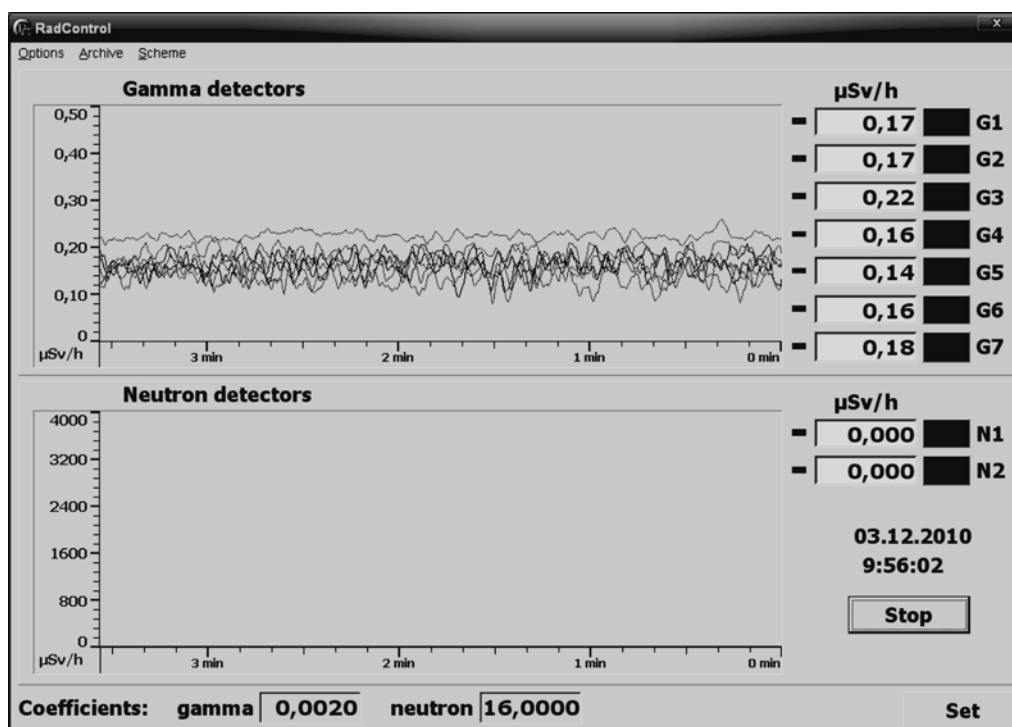 RadControl
x
Options Archive Scheme
Gamma detectors
µSv/h
0,50
0,40
0,30
0,20
0,10
0
µSv/h
3 min
2 min
1 min
0 min
0,17 G1
0,17 G2
0,22 G3
0,16 G4
0,14 G5
0,16 G6
0,18 G7
Neutron detectors
µSv/h
4000
3200
2400
1600
800
0
µSv/h
3 min
2 min
1 min
0 min
0,000 N1
0,000 N2
03.12.2010
9:56:02
Stop
Coefficients: gamma 0,0020 neutron 16,0000
Set